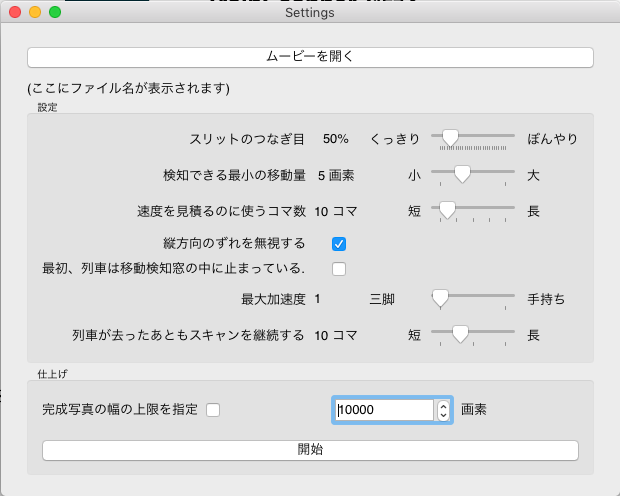 Settings
ムービーを開く
(ここにファイル名が表示されます)
設定
スリットのつなぎ目 50% くっきり ぼんやり
検知できる最小の移動量 5 画素 小 大
速度を見積るのに使うコマ数 10 コマ 短 長
縦方向のずれを無視する
最初、列車は移動検知窓の中に止まっている.
最大加速度 1 三脚 手持ち
列車が去ったあともスキャンを継続する 10 コマ 短 長
仕上げ
完成写真の幅の上限を指定 10000 画素
開始